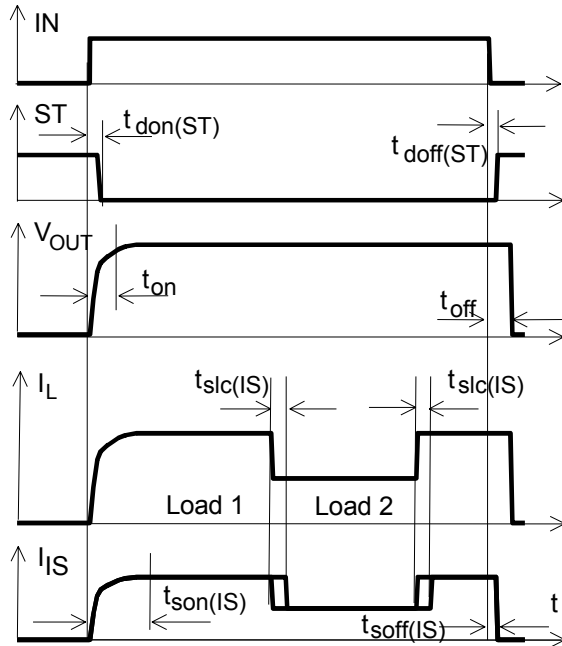 IN
ST
t don(ST)
t doff(ST)
VOUT
ton
toff
IL
tslc(IS)
tslc(IS)
Load 1
Load 2
IIS
tson(IS)
tsoff(IS)
t